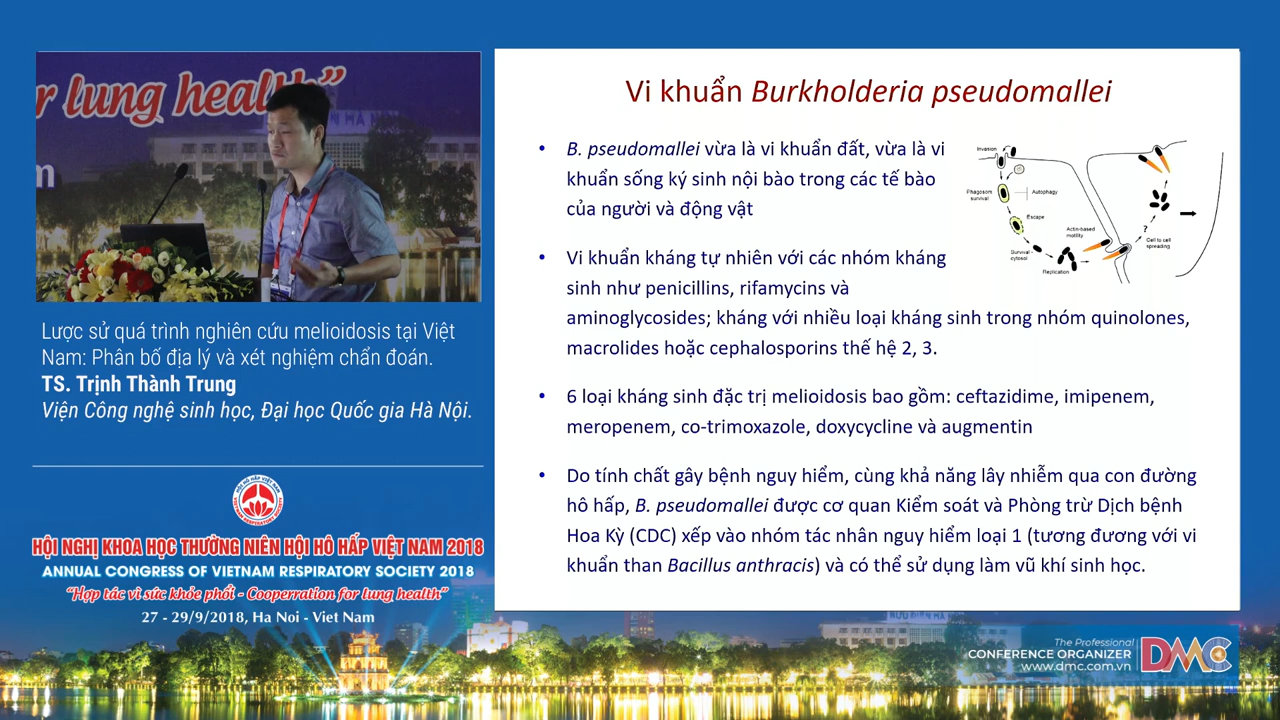 r lung health”
m
Lược sử quá trình nghiên cứu melioidosis tại Việt
Nam: Phân bố địa lý và xét nghiệm chẩn đoán.
TS. Trịnh Thành Trung
Viện Công nghệ sinh học, Đại học Quốc gia Hà Nội.
HỘI NGHỊ KHOA HỌC THƯỜNG NIÊN HỘI HÔ HẤP VIỆT NAM 2018
ANNUAL CONGRESS OF VIETNAM RESPIRATORY SOCIETY 2018
“Hợp tác vì sức khỏe phổi - Cooperration for lung health”
27 - 29/9/2018, Ha Noi - Viet Nam
Vi khuẩn Burkholderia pseudomallei
• B. pseudomallei vừa là vi khuẩn đất, vừa là vi
khuẩn sống ký sinh nội bào trong các tế bào
của người và động vật
• Vi khuẩn kháng tự nhiên với các nhóm kháng
sinh như penicillins, rifamycins và
aminoglycosides; kháng với nhiều loại kháng sinh trong nhóm quinolones,
macrolides hoặc cephalosporins thế hệ 2, 3.
• 6 loại kháng sinh đặc trị melioidosis bao gồm: ceftazidime, imipenem,
meropenem, co-trimoxazole, doxycycline và augmentin
• Do tính chất gây bệnh nguy hiểm, cùng khả năng lây nhiễm qua con đường
hô hấp, B. pseudomallei được cơ quan Kiểm soát và Phòng trừ Dịch bệnh
Hoa Kỳ (CDC) xếp vào nhóm tác nhân nguy hiểm loại 1 (tương đương với vi
khuẩn than Bacillus anthracis) và có thể sử dụng làm vũ khí sinh học.
Invasion
Phagosom
survival
Autophagy
Escape
Survival -
cytosol
Replication
Actin-based
motility
?
Cell to cell
spreading
The Professional
CONFERENCE ORGANIZER
www.dmc.com.vn
DMC